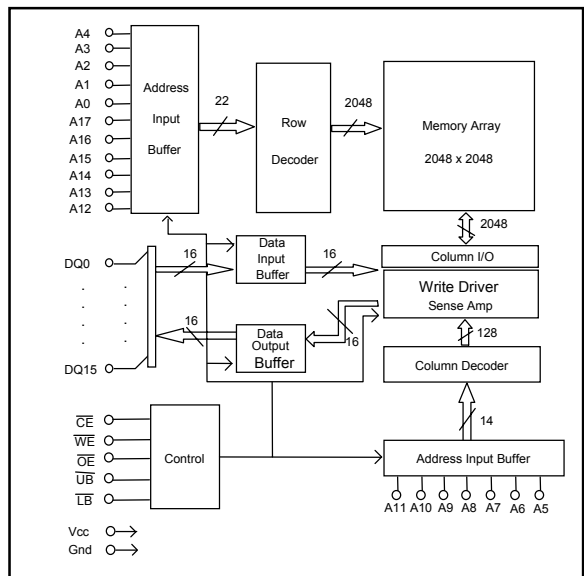 A4
A3
A2
A1
A0
A17
A16
A15
A14
A13
A12
Address
Input
Buffer
22
Row
Decoder
2048
Memory Array
2048 x 2048
2048
Column I/O
Write Driver
Sense Amp
128
Column Decoder
14
Address Input Buffer
A11 A10 A9 A8 A7 A6 A5
DQ0
DQ15
16
Data
Input
Buffer
16
16
Data
Output
Buffer
16
CE
WE
OE
UB
LB
Control
Vcc
Gnd